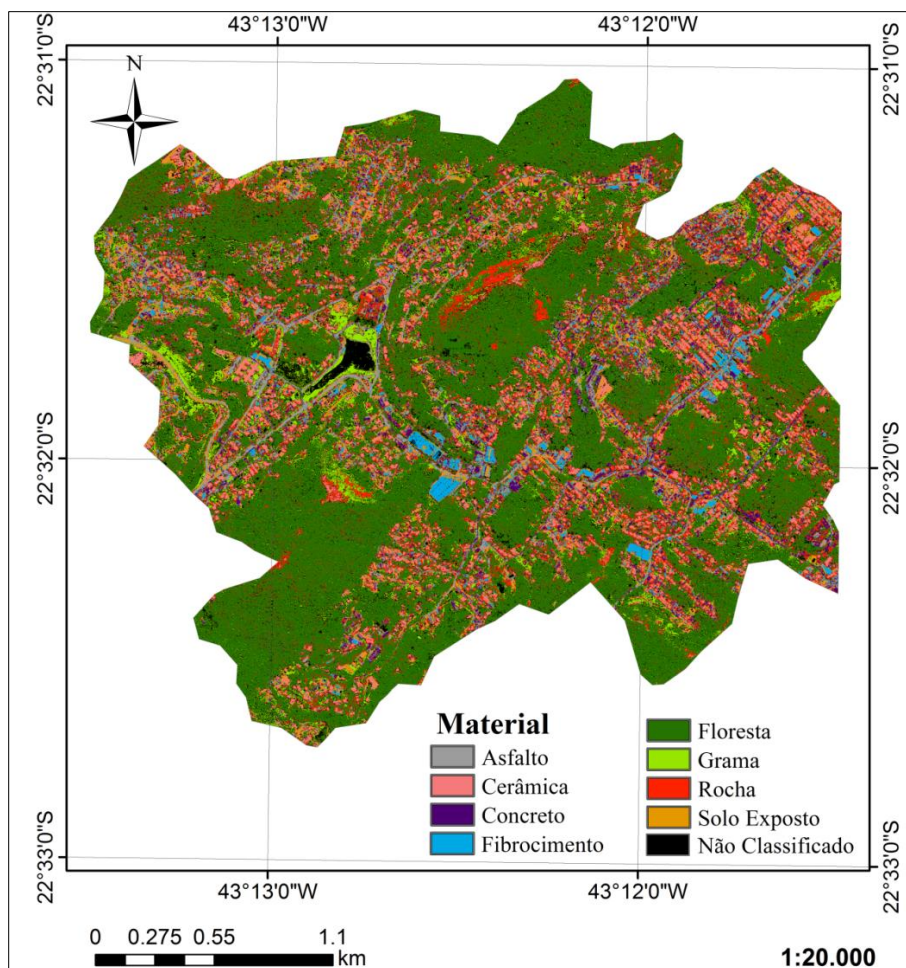 43°13'0"W 43°12'0"W
22°31'0"S 22°31'0"S
N
22°32'0"S 22°32'0"S
Material
Asfalto
Cerâmica
Concreto
Fibrocimento
Floresta
Grama
Rocha
Solo Exposto
Não Classificado
22°33'0"S 22°33'0"S
43°13'0"W 43°12'0"W
0 0.275 0.55 1.1
km
1:20.000